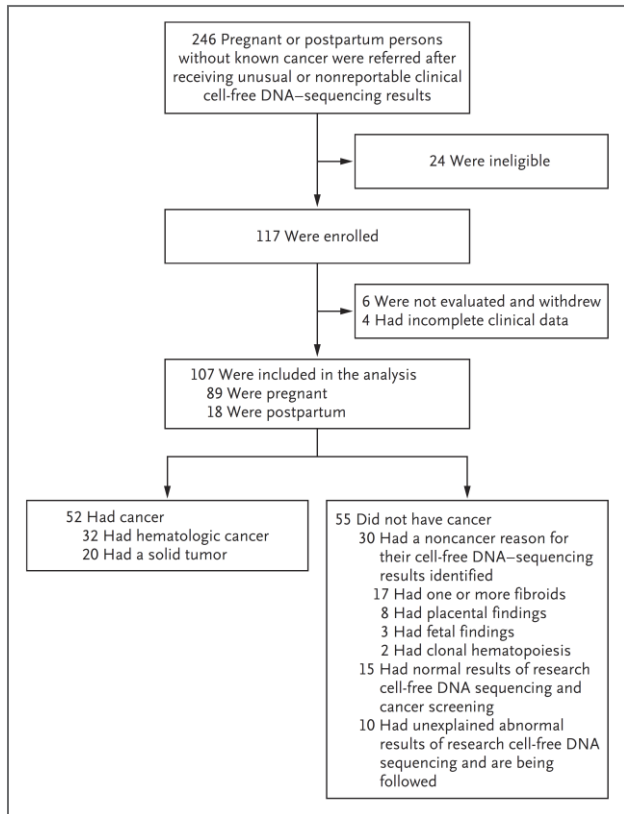 246 Pregnant or postpartum persons
without known cancer were referred after
receiving unusual or nonreportable clinical
cell-free DNA–sequencing results
24 Were ineligible
117 Were enrolled
6 Were not evaluated and withdrew
4 Had incomplete clinical data
107 Were included in the analysis
89 Were pregnant
18 Were postpartum
52 Had cancer
32 Had hematologic cancer
20 Had a solid tumor
55 Did not have cancer
30 Had a noncancer reason for
their cell-free DNA–sequencing
results identified
17 Had one or more fibroids
8 Had placental findings
3 Had fetal findings
2 Had clonal hematopoiesis
15 Had normal results of research
cell-free DNA sequencing and
cancer screening
10 Had unexplained abnormal
results of research cell-free DNA
sequencing and are being
followed